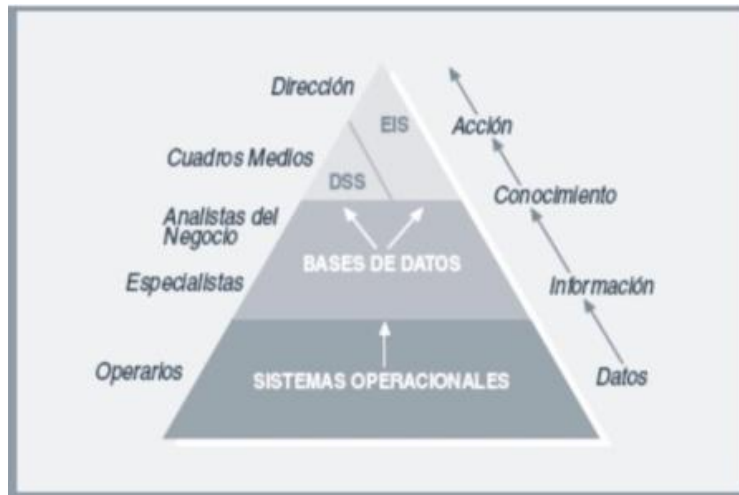 Dirección
EIS
Acción
Cuadros Medios
DSS
Conocimiento
Analistas del
Negocio
BASES DE DATOS
Especialistas
Información
Operarios
SISTEMAS OPERACIONALES
Datos